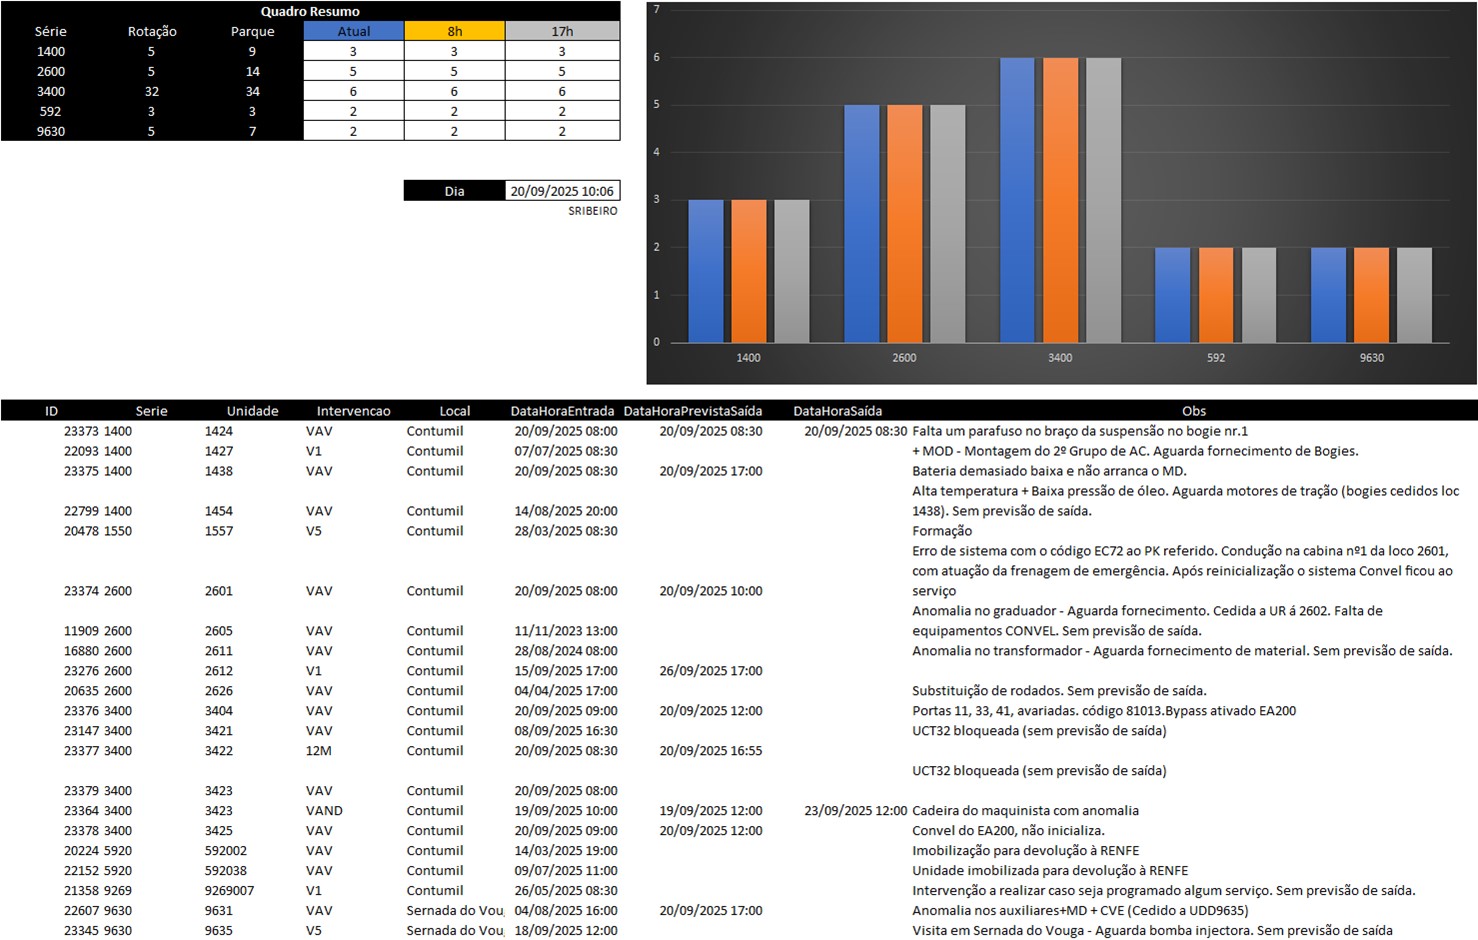 Quadro Resumo
Série Rotação Parque Atual 8h 17h
1400 5 9 3 3 3
2600 5 14 5 5 5
3400 32 34 6 6 6
592 3 3 2 2 2
9630 5 7 2 2 2
Dia 20/09/2025 10:06
SRIBEIRO
7
6
5
4
3
2
1
0
1400 2600 3400 592 9630
ID Serie Unidade Intervencao Local DataHoraEntrada DataHoraPrevistaSaída DataHoraSaída Obs
23373 1400 1424 VAV Contumil 20/09/2025 08:00 20/09/2025 08:30 20/09/2025 08:30 Falta um parafuso no braço da suspensão no bogie nr.1
22093 1400 1427 V1 Contumil 07/07/2025 08:30 + MOD - Montagem do 2º Grupo de AC. Aguarda fornecimento de Bogies.
23375 1400 1438 VAV Contumil 20/09/2025 08:30 20/09/2025 17:00 Bateria demasiado baixa e não arranca o MD.
Alta temperatura + Baixa pressão de óleo. Aguarda motores de tração (bogies cedidos loc
22799 1400 1454 VAV Contumil 14/08/2025 20:00 1438). Sem previsão de saída.
20478 1550 1557 V5 Contumil 28/03/2025 08:30 Formação
Erro de sistema com o código EC72 ao PK referido. Condução na cabina nº1 da loco 2601,
com atuação da frenagem de emergência. Após reinicialização o sistema Convel ficou ao
23374 2600 2601 VAV Contumil 20/09/2025 08:00 20/09/2025 10:00 serviço
Anomalia no graduador - Aguarda fornecimento. Cedida a UR á 2602. Falta de
11909 2600 2605 VAV Contumil 11/11/2023 13:00 equipamentos CONVEL. Sem previsão de saída.
16880 2600 2611 VAV Contumil 28/08/2024 08:00 Anomalia no transformador - Aguarda fornecimento de material. Sem previsão de saída.
23276 2600 2612 V1 Contumil 15/09/2025 17:00 26/09/2025 17:00
20635 2600 2626 VAV Contumil 04/04/2025 17:00 Substituição de rodados. Sem previsão de saída.
23376 3400 3404 VAV Contumil 20/09/2025 09:00 20/09/2025 12:00 Portas 11, 33, 41, avariadas. código 81013.Bypass ativado EA200
23147 3400 3421 VAV Contumil 08/09/2025 16:30 UCT32 bloqueada (sem previsão de saída)
23377 3400 3422 12M Contumil 20/09/2025 08:30 20/09/2025 16:55
UCT32 bloqueada (sem previsão de saída)
23379 3400 3423 VAV Contumil 20/09/2025 08:00
23364 3400 3423 VAND Contumil 19/09/2025 10:00 19/09/2025 12:00 23/09/2025 12:00 Cadeira do maquinista com anomalia
23378 3400 3425 VAV Contumil 20/09/2025 09:00 20/09/2025 12:00 Convel do EA200, não inicializa.
20224 5920 592002 VAV Contumil 14/03/2025 19:00 Imobilização para devolução à RENFE
22152 5920 592038 VAV Contumil 09/07/2025 11:00 Unidade imobilizada para devolução à RENFE
21358 9269 9269007 V1 Contumil 26/05/2025 08:30 Intervenção a realizar caso seja programado algum serviço. Sem previsão de saída.
22607 9630 9631 VAV Sernada do Vou 04/08/2025 16:00 20/09/2025 17:00 Anomalia nos auxiliares+MD + CVE (Cedido a UDD9635)
23345 9630 9635 V5 Sernada do Vou 18/09/2025 12:00 Visita em Sernada do Vouga - Aguarda bomba injectora. Sem previsão de saída